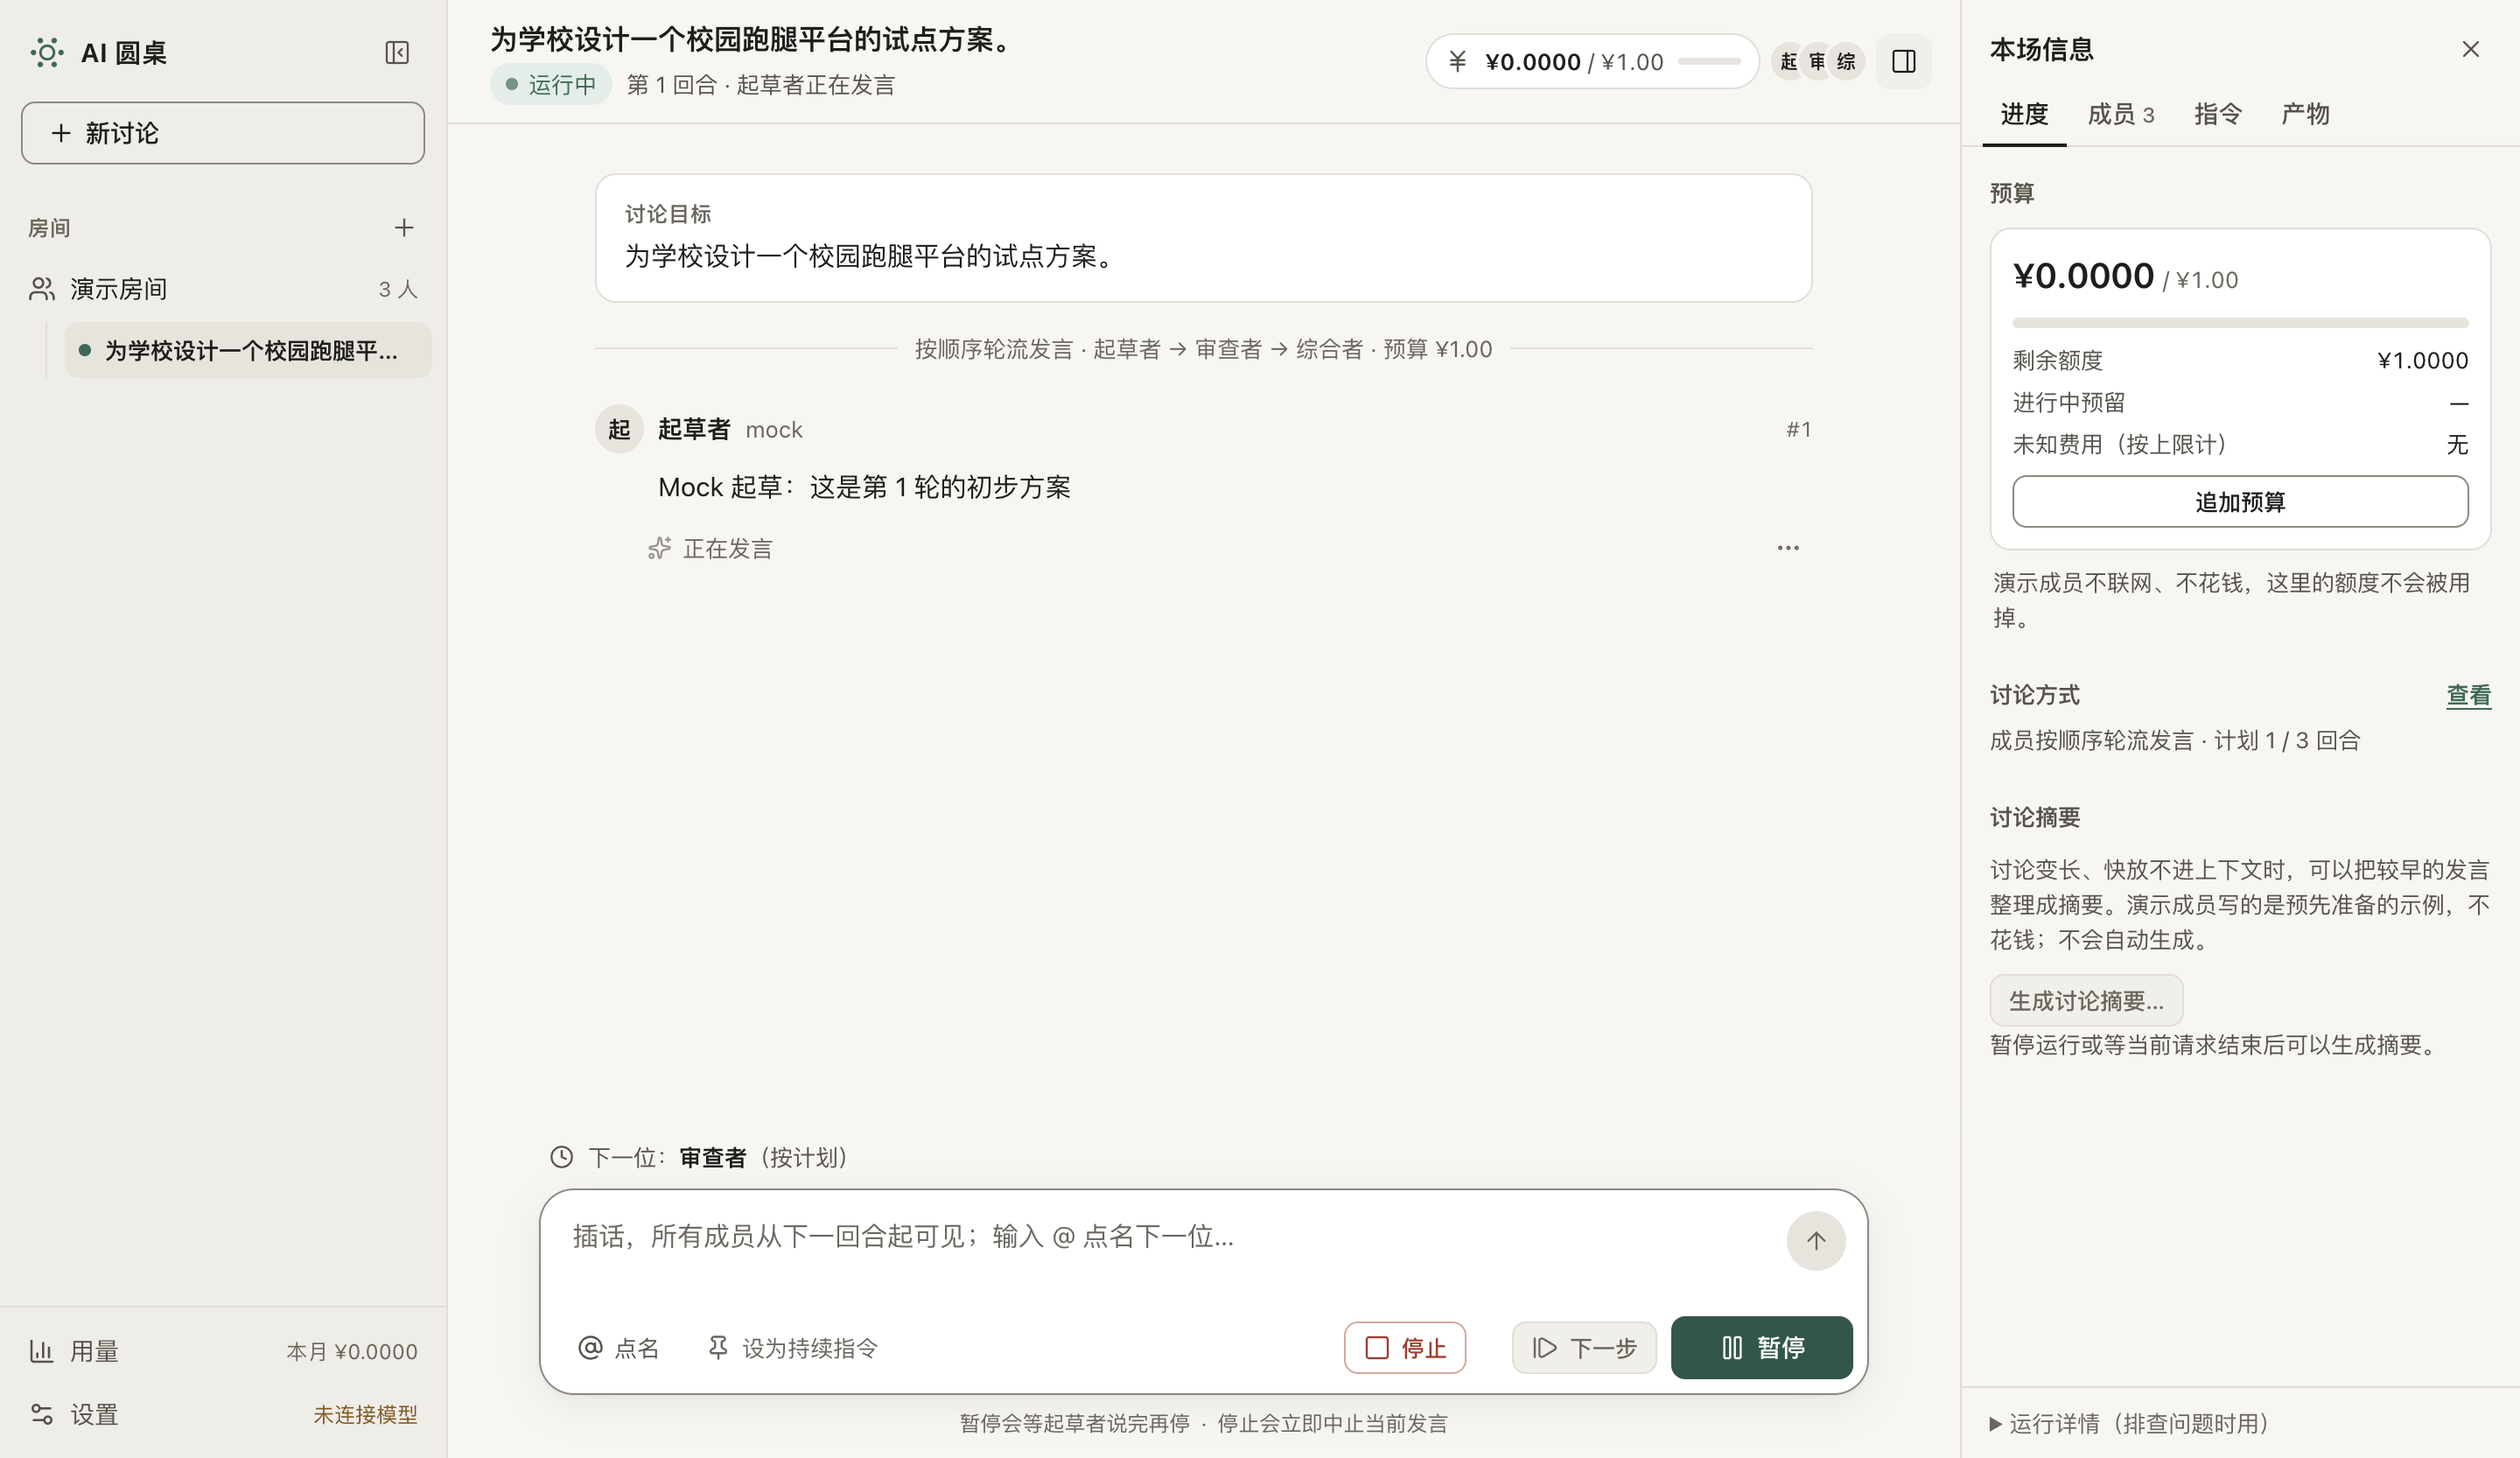 AI 圆桌
新讨论
房间
演示房间 3 人
为学校设计一个校园跑腿平...
用量 本月 ¥0.0000
设置 未连接模型
为学校设计一个校园跑腿平台的试点方案。
运行中 第 1 回合 · 起草者正在发言
¥0.0000 / ¥1.00 起 审 综
讨论目标
为学校设计一个校园跑腿平台的试点方案。
按顺序轮流发言 · 起草者 → 审查者 → 综合者 · 预算 ¥1.00
起 起草者 mock #1
Mock 起草：这是第 1 轮的初步方案
正在发言
下一位：审查者（按计划）
插话，所有成员从下一回合起可见；输入 @ 点名下一位...
@ 点名 设为持续指令 停止 下一步 暂停
暂停会等起草者说完再停 · 停止会立即中止当前发言
本场信息
进度 成员 3 指令 产物
预算
¥0.0000 / ¥1.00
剩余额度 ¥1.0000
进行中预留 —
未知费用（按上限计） 无
追加预算
演示成员不联网、不花钱，这里的额度不会被用
掉。
讨论方式 查看
成员按顺序轮流发言 · 计划 1 / 3 回合
讨论摘要
讨论变长、快放不进上下文时，可以把较早的发言
整理成摘要。演示成员写的是预先准备的示例，不
花钱；不会自动生成。
生成讨论摘要...
暂停运行或等当前请求结束后可以生成摘要。
运行详情（排查问题时用）